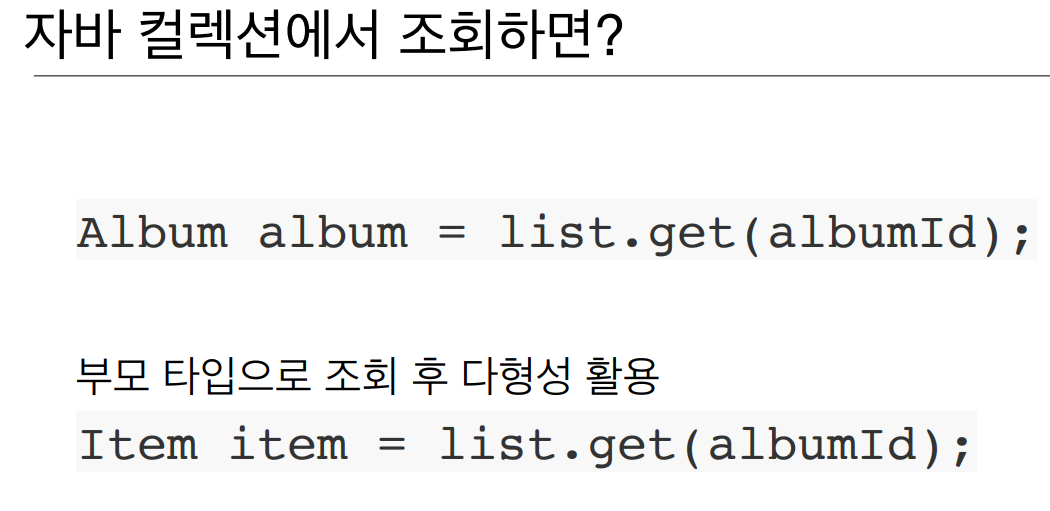 자바 컬렉션에서 조회하면?
Album album = list.get(albumId);
부모 타입으로 조회 후 다형성 활용
Item item = list.get(albumId);